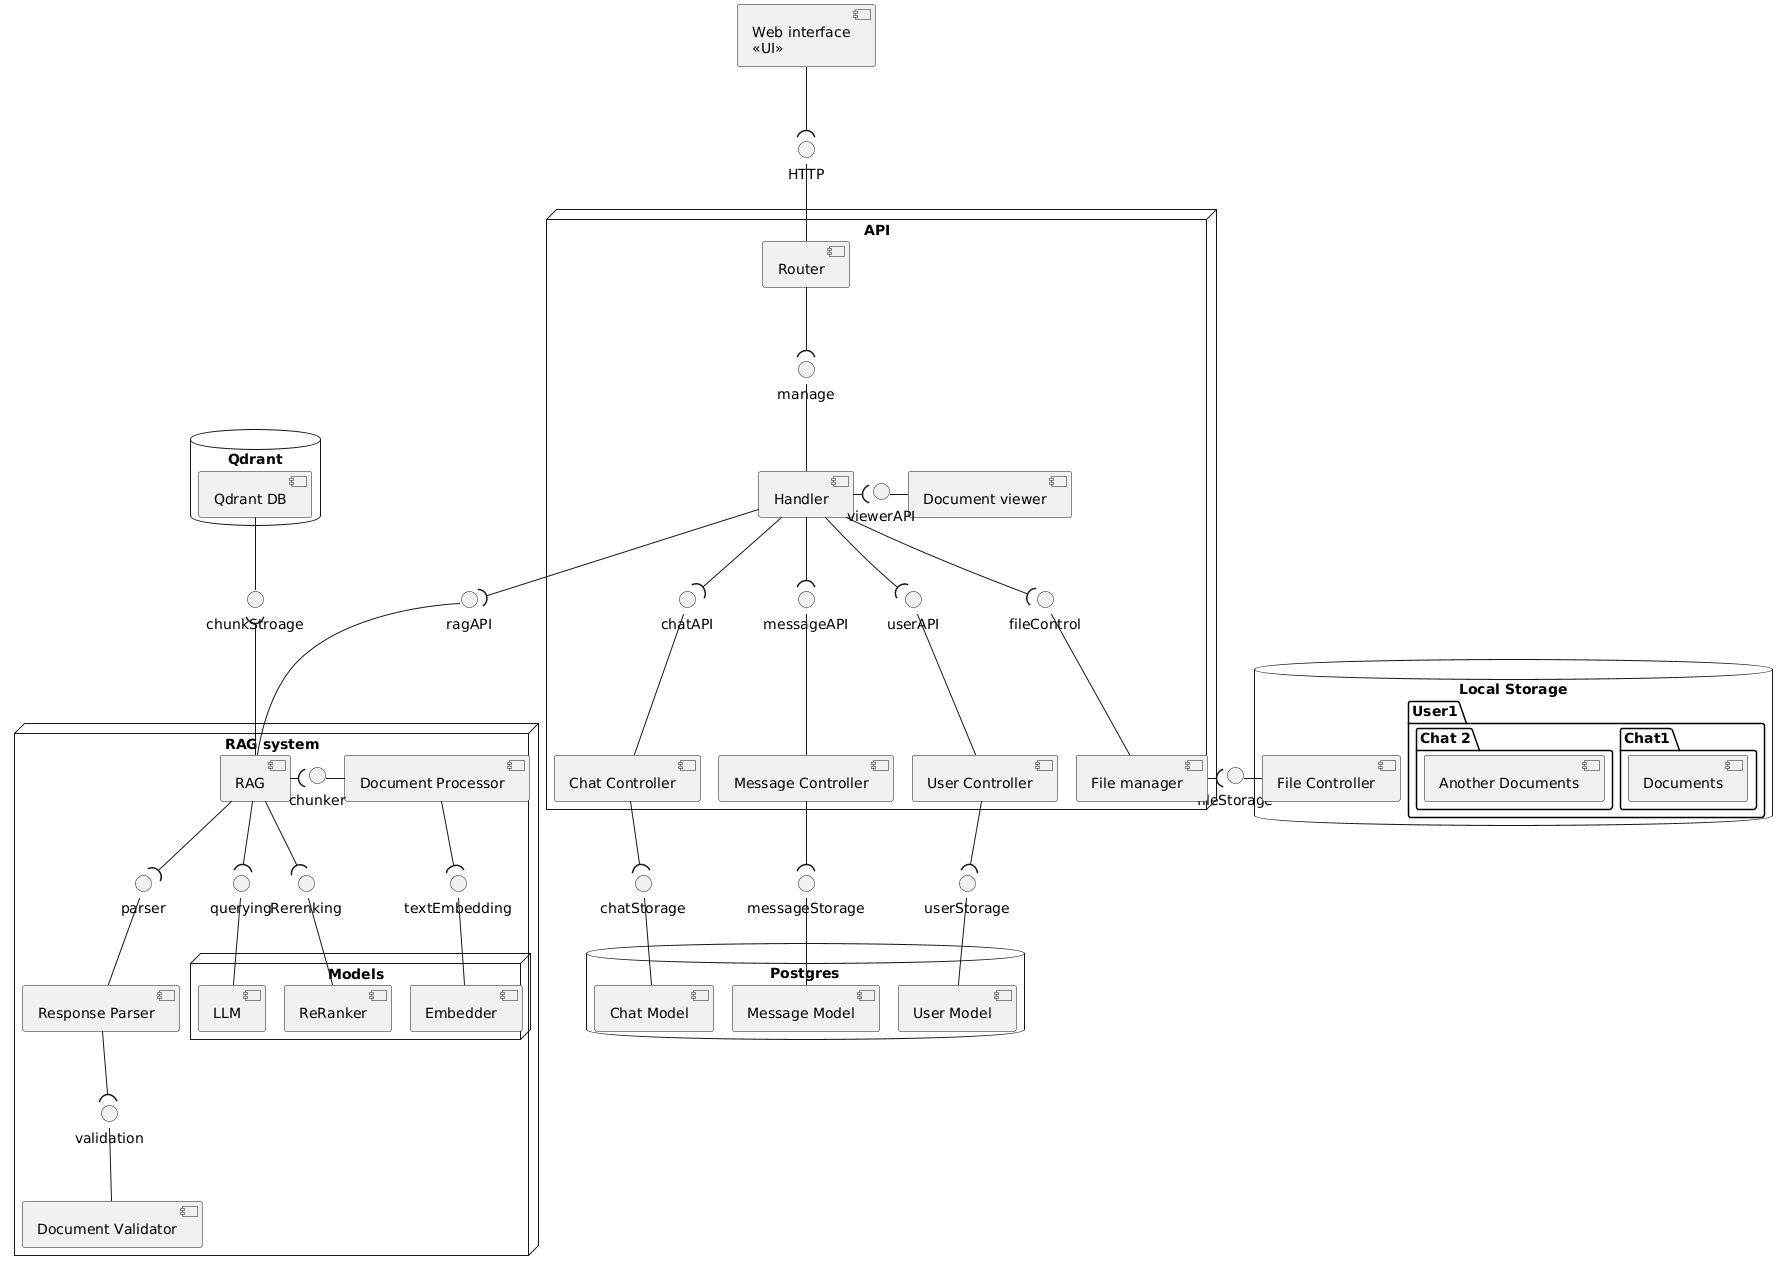 Web interface
«UI»
HTTP
API
Router
manage
Qdrant
Qdrant DB
Handler
viewerAPI
Document viewer
chunkStroage
ragAPI
chatAPI
messageAPI
userAPI
fileControl
Local Storage
User1
Chat 2
Chat1
RAG system
RAG
chunker
Document Processor
Chat Controller
Message Controller
User Controller
File manager
fileStorage
File Controller
Another Documents
Documents
parser
querying
Rerenking
textEmbedding
chatStorage
messageStorage
userStorage
Models
Postgres
Response Parser
LLM
ReRanker
Embedder
Chat Model
Message Model
User Model
validation
Document Validator